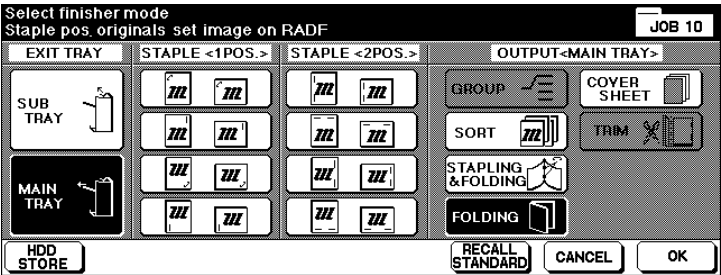 Select finisher mode
Staple pos. originals set image on RADF
JOB 10
EXIT TRAY
STAPLE <1POS.>
STAPLE <2POS.>
OUTPUT<MAIN TRAY>
SUB
TRAY
MAIN
TRAY
m m m m
m m m m
m m m m
m m m m
GROUP
COVER
SHEET
SORT
m
TRIM
STAPLING
&FOLDING
FOLDING
HDD
STORE
RECALL
STANDARD
CANCEL
OK